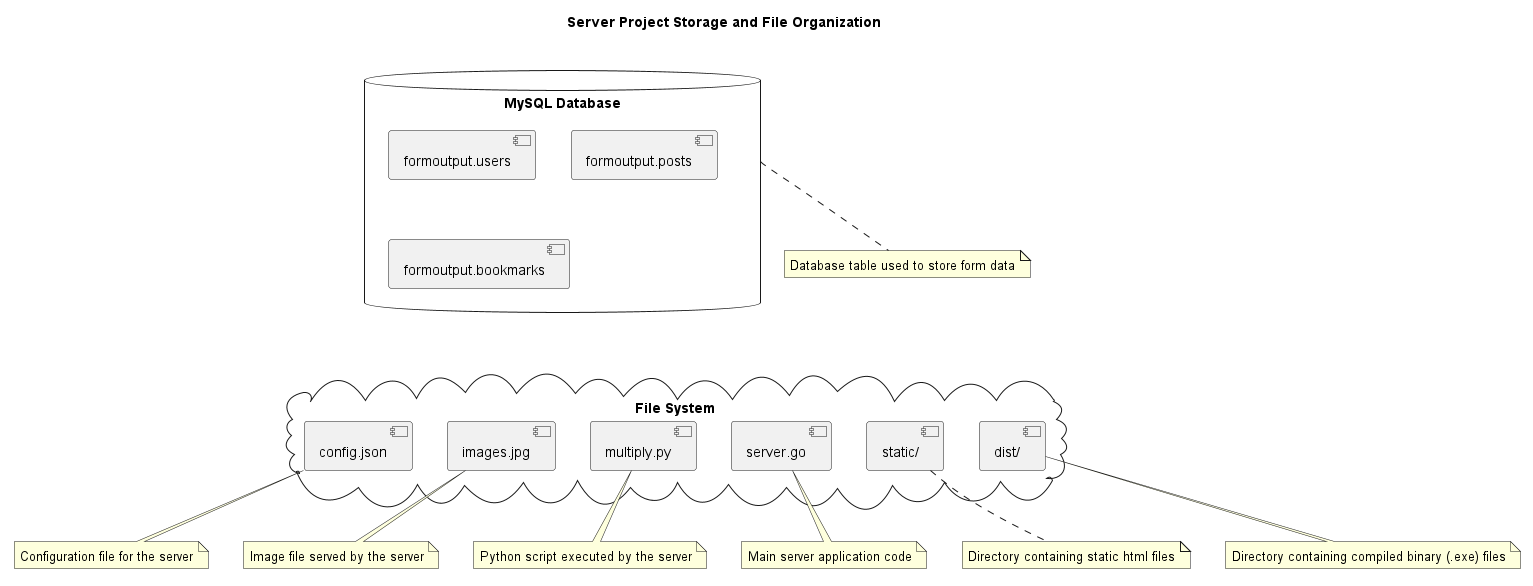 Server Project Storage and File Organization
MySQL Database
formoutput.users
formoutput.posts
formoutput.bookmarks
Database table used to store form data
File System
config.json
images.jpg
multiply.py
server.go
static/
dist/
Configuration file for the server
Image file served by the server
Python script executed by the server
Main server application code
Directory containing static html files
Directory containing compiled binary (.exe) files